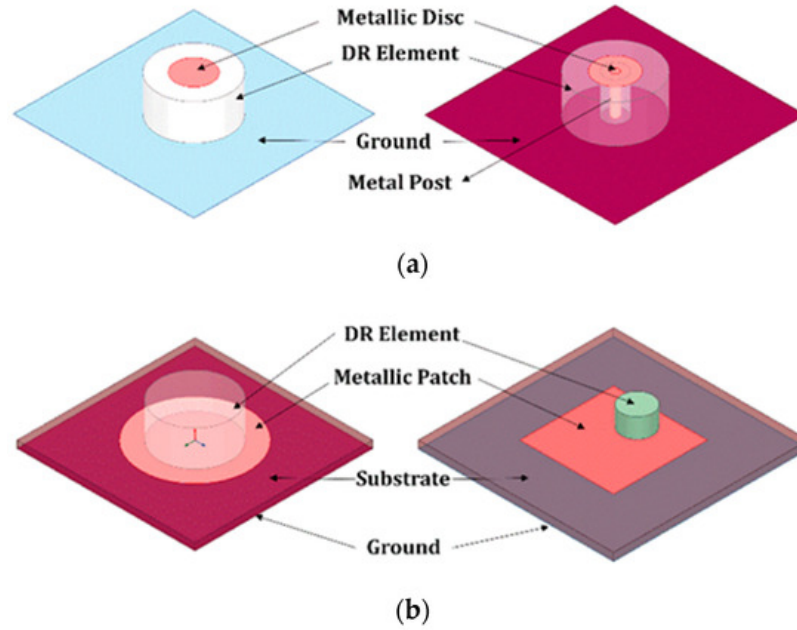 Metallic Disc
DR Element
Ground
Metal Post
(a)
DR Element
Metallic Patch
Substrate
Ground
(b)